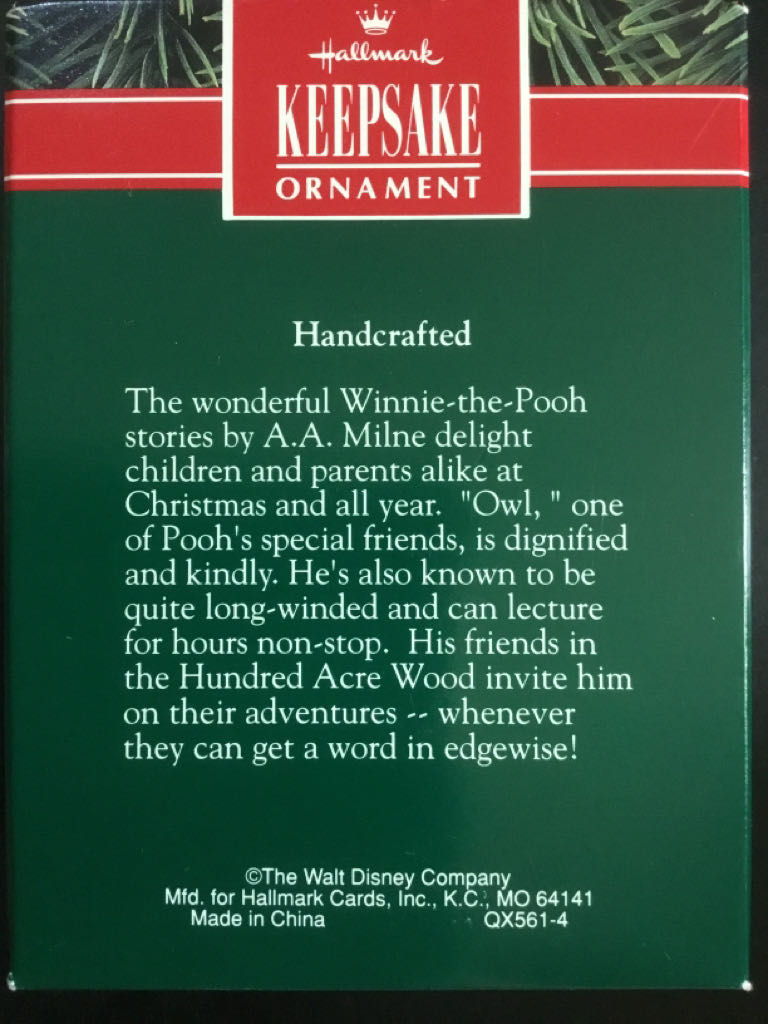 Hallmark
KEEPSAKE
ORNAMENT
Handcrafted
The wonderful Winnie-the-Pooh
stories by A.A. Milne delight
children and parents alike at
Christmas and all year.  "Owl, " one
of Pooh's special friends, is dignified
and kindly. He's also known to be
quite long-winded and can lecture
for hours non-stop.  His friends in
the Hundred Acre Wood invite him
on their adventures -- whenever
they can get a word in edgewise!
©The Walt Disney Company
Mfd. for Hallmark Cards, Inc., K.C., MO 64141
Made in China QX561-4